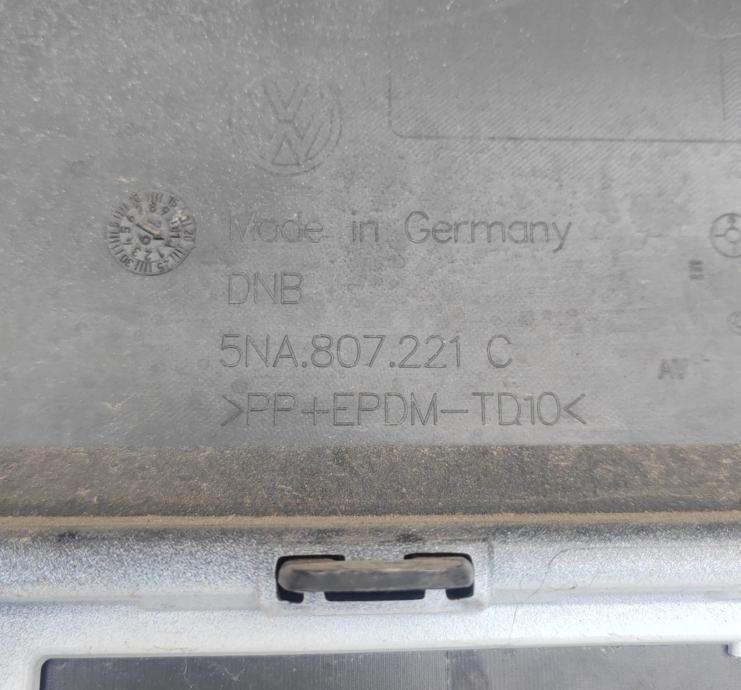 Made in Germany
DNB
5NA.807.221 C
>PP+EPDM-TD10<